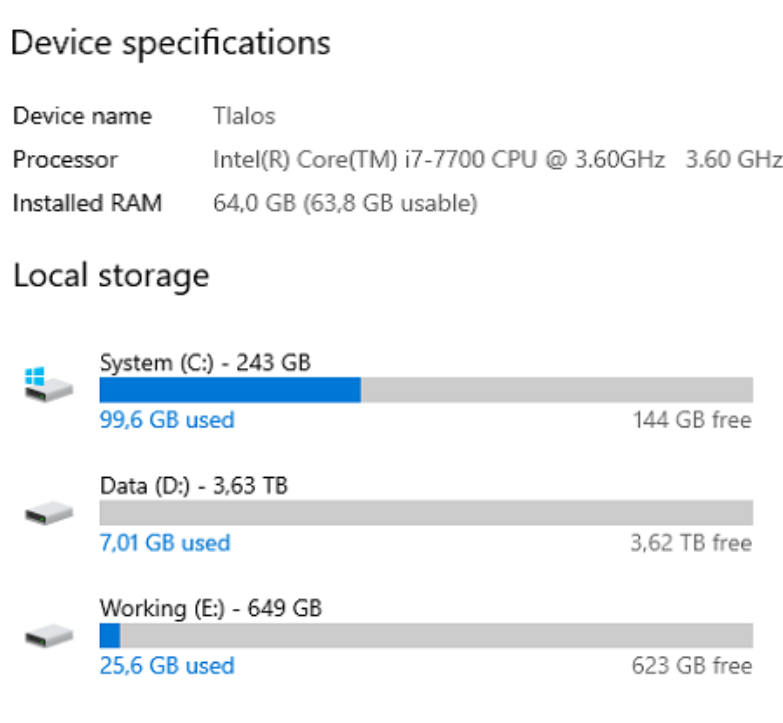 Device specifications
Device name Tlalos
Processor Intel(R) Core(TM) i7-7700 CPU @ 3.60GHz 3.60 GHz
Installed RAM 64,0 GB (63,8 GB usable)
Local storage
System (C:) - 243 GB
99,6 GB used 144 GB free
Data (D:) - 3,63 TB
7,01 GB used 3,62 TB free
Working (E:) - 649 GB
25,6 GB used 623 GB free